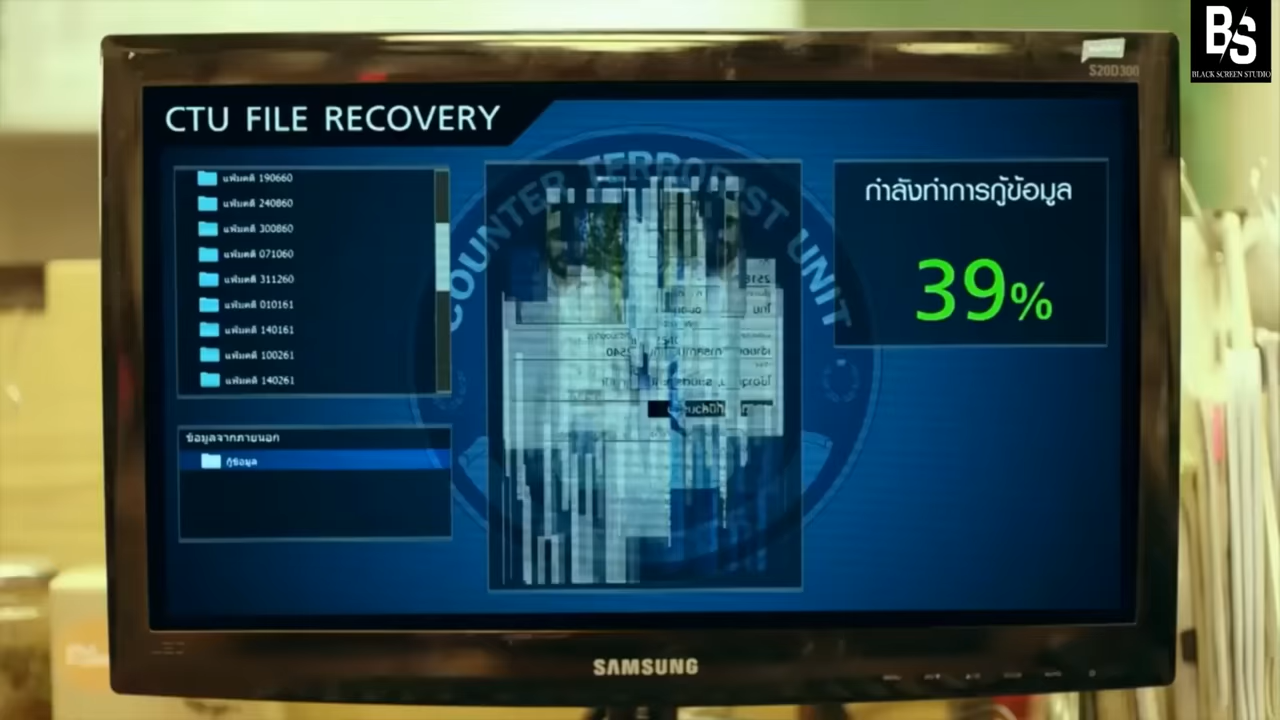 BS
BLACK SCREEN STUDIO
S20D300
CTU FILE RECOVERY
แฟ้มคดี 190660
แฟ้มคดี 240860
แฟ้มคดี 300860
แฟ้มคดี 071060
แฟ้มคดี 311260
แฟ้มคดี 010161
แฟ้มคดี 140161
แฟ้มคดี 100261
แฟ้มคดี 140261
ข้อมูลจากภายนอก
กู้ข้อมูล
COUNTER TERRORIST UNIT
กำลังทำการกู้ข้อมูล
39%
SAMSUNG